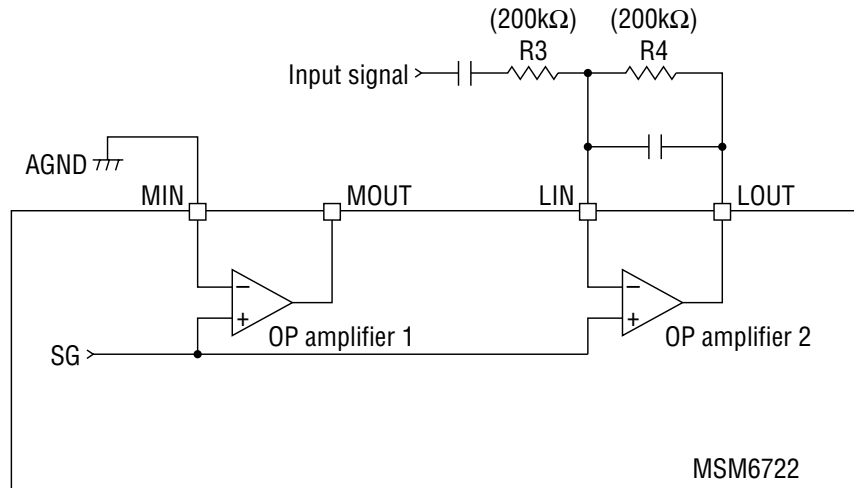 (200kΩ) (200kΩ)
R3 R4
Input signal
AGND
MIN MOUT LIN LOUT
− −
+ +
OP amplifier 1 OP amplifier 2
SG
MSM6722